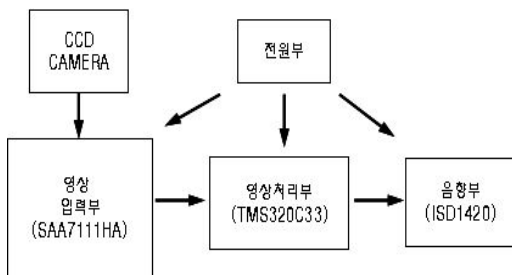 CCD
CAMERA
전원부
영상
입력부
(SAA7111HA)
영상처리부
(TMS320C33)
음향부
(ISD1420)